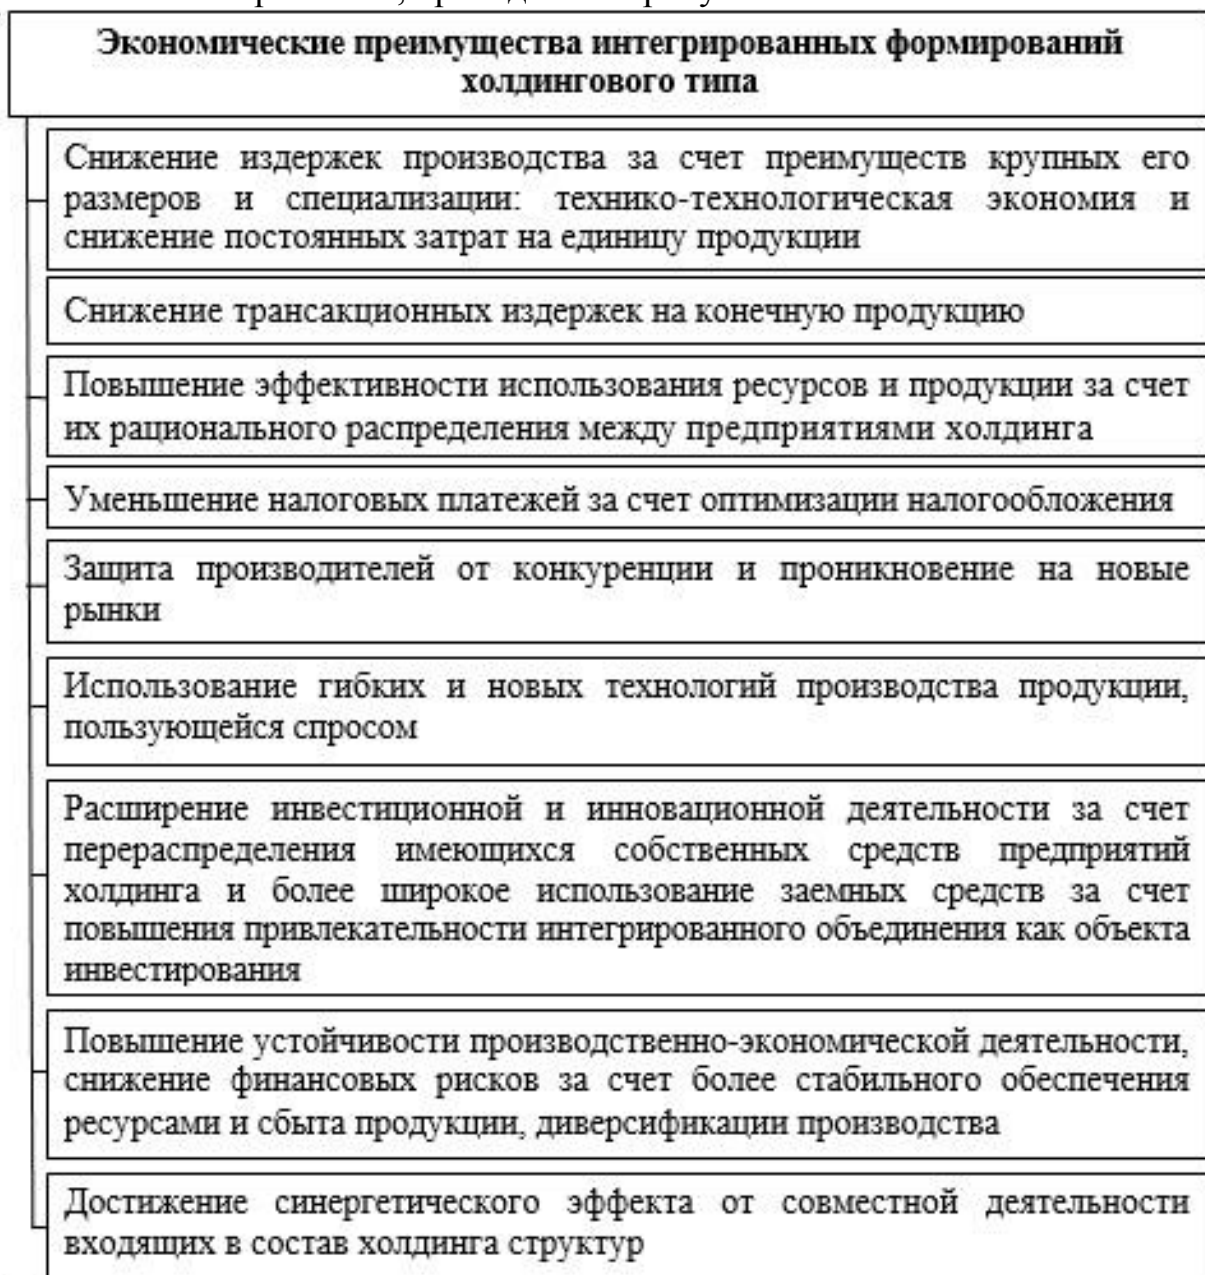 Экономические преимущества интегрированных формирований
холдингового типа
Снижение издержек производства за счет преимуществ крупных его
размеров и специализации: технико-технологическая экономия и
снижение постоянных затрат на единицу продукции
Снижение трансакционных издержек на конечную продукцию
Повышение эффективности использования ресурсов и продукции за счет
их рационального распределения между предприятиями холдинга
Уменьшение налоговых платежей за счет оптимизации налогообложения
Защита производителей от конкуренции и проникновение на новые
рынки
Использование гибких и новых технологий производства продукции,
пользующейся спросом
Расширение инвестиционной и инновационной деятельности за счет
перераспределения имеющихся собственных средств предприятий
холдинга и более широкое использование заемных средств за счет
повышения привлекательности интегрированного объединения как объекта
инвестирования
Повышение устойчивости производственно-экономической деятельности,
снижение финансовых рисков за счет более стабильного обеспечения
ресурсами и сбыта продукции, диверсификации производства
Достижение синергетического эффекта от совместной деятельности
входящих в состав холдинга структур